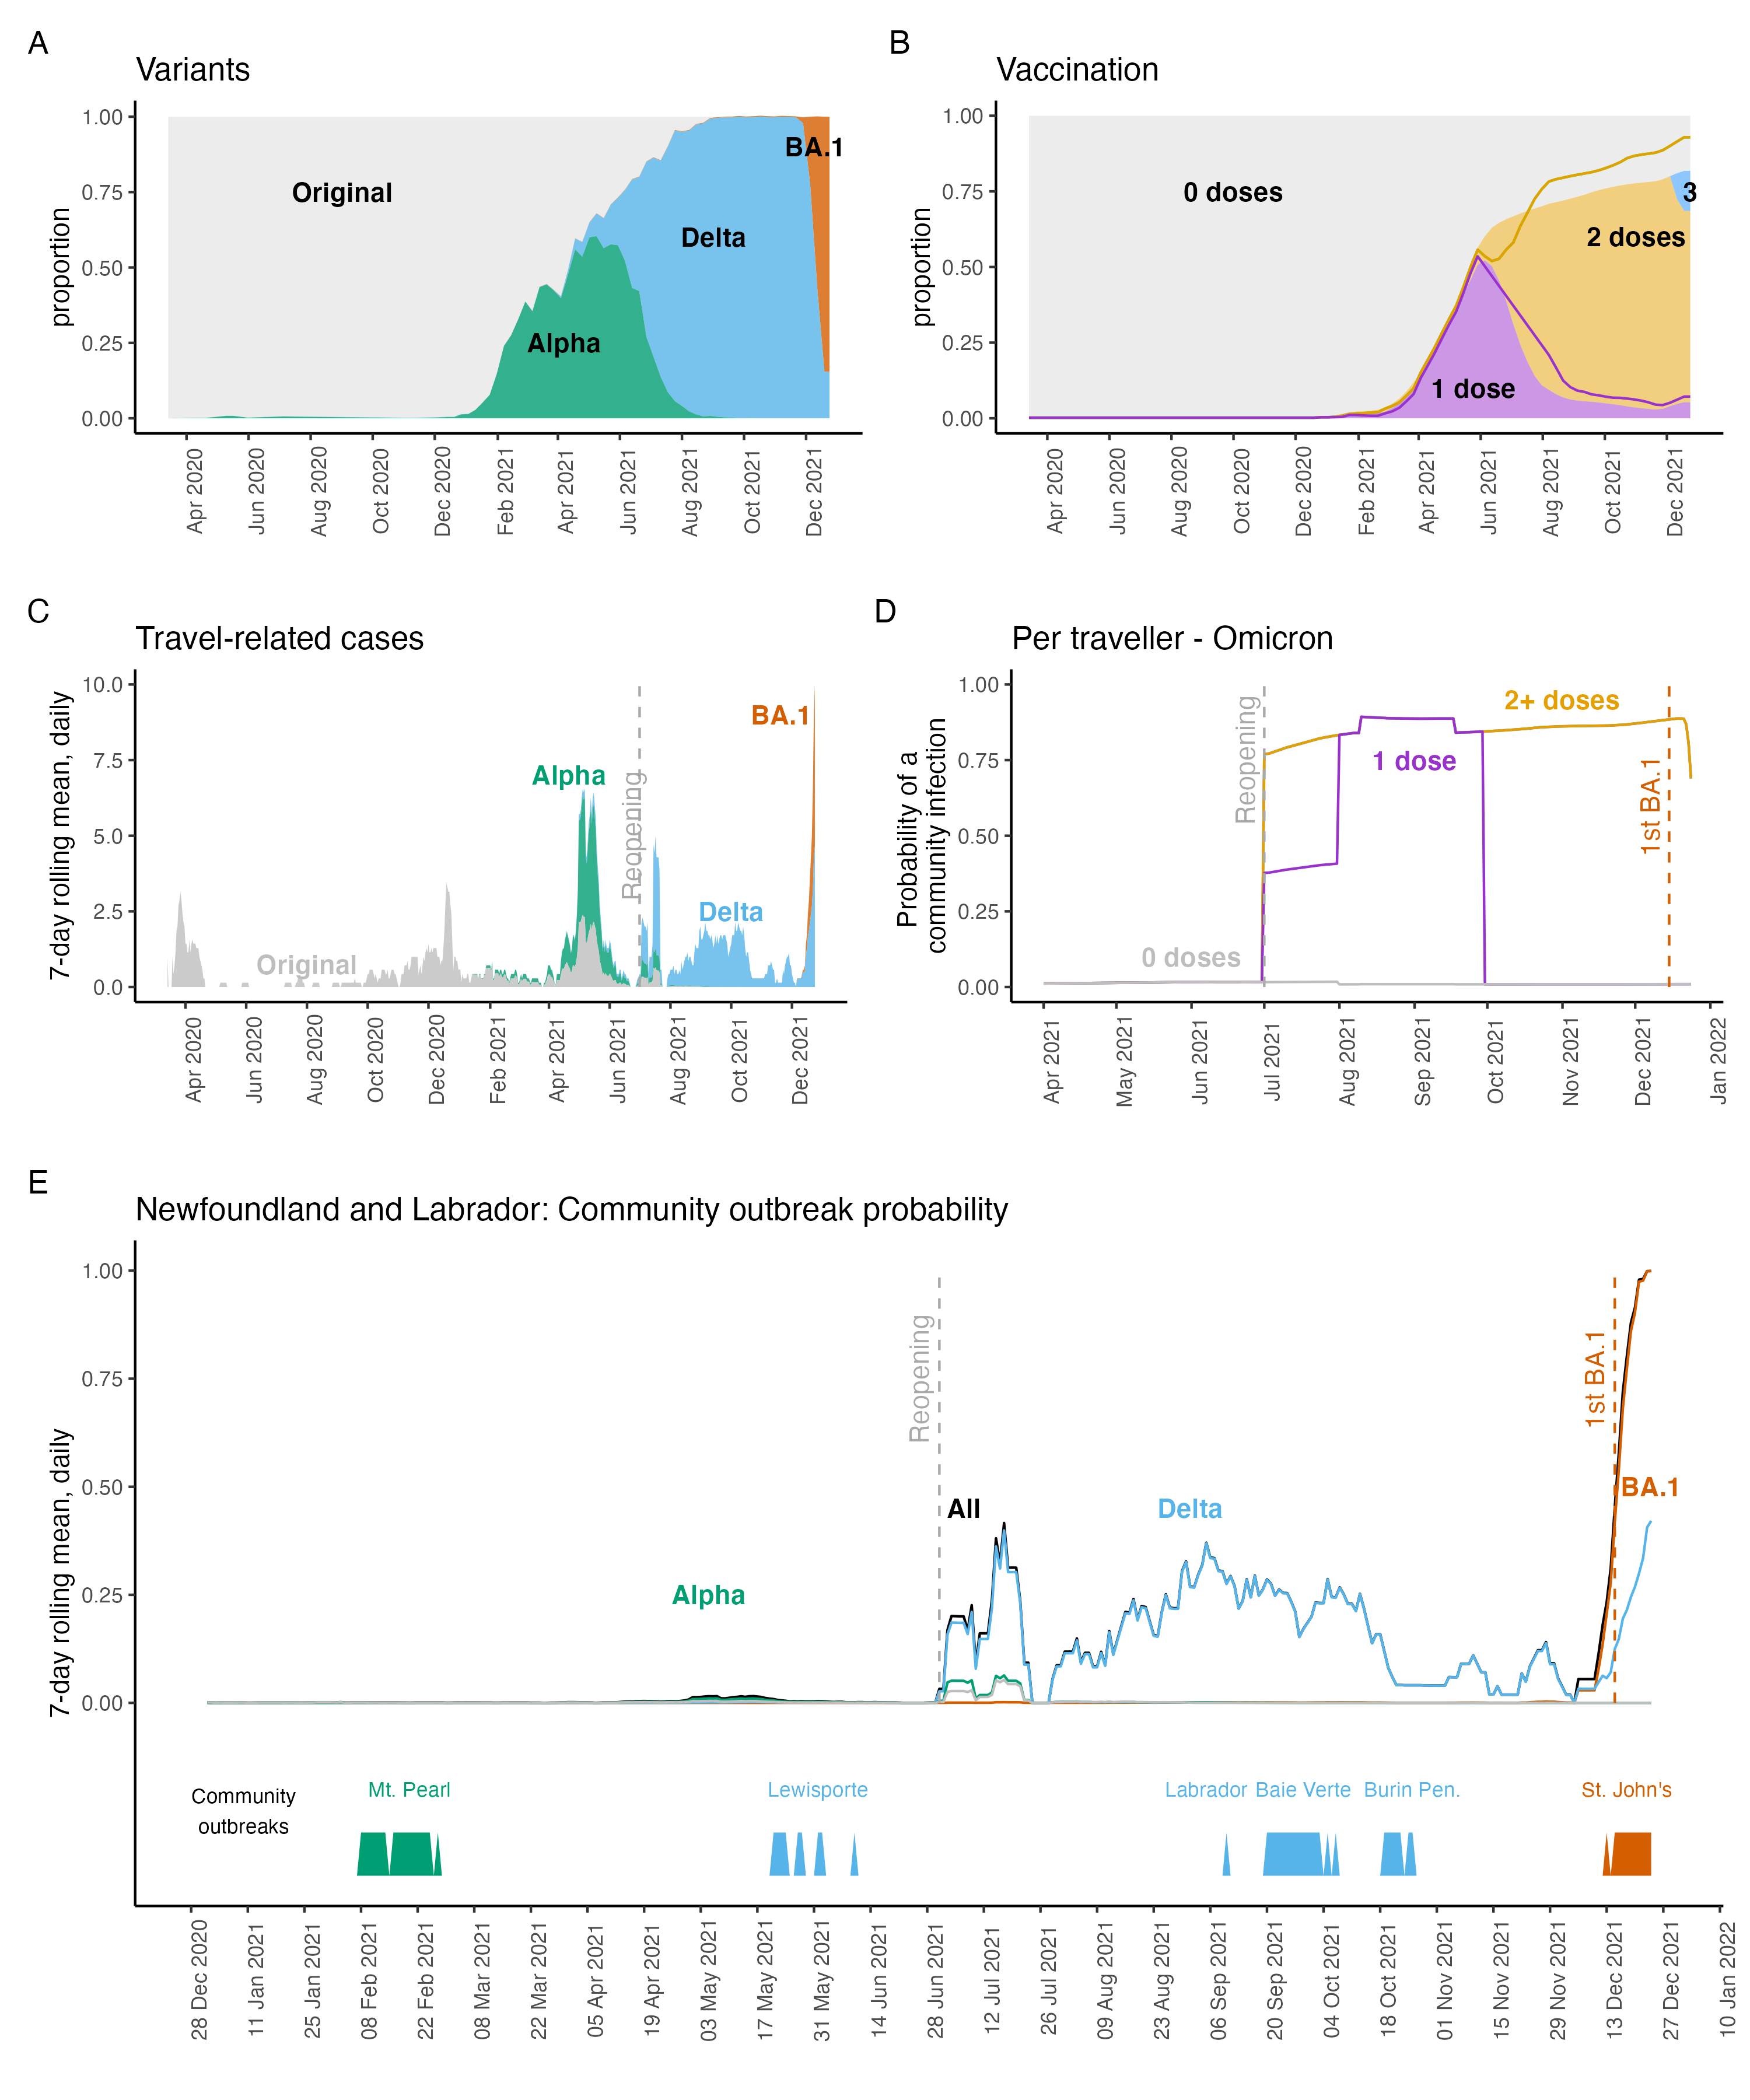 A
Variants
proportion
1.00
0.75
0.50
0.25
0.00
Original
Alpha
Delta
BA.1
Apr 2020
Jun 2020
Aug 2020
Oct 2020
Dec 2020
Feb 2021
Apr 2021
Jun 2021
Aug 2021
Oct 2021
Dec 2021
B
Vaccination
proportion
1.00
0.75
0.50
0.25
0.00
0 doses
1 dose
2 doses
3
Apr 2020
Jun 2020
Aug 2020
Oct 2020
Dec 2020
Feb 2021
Apr 2021
Jun 2021
Aug 2021
Oct 2021
Dec 2021
C
Travel-related cases
7-day rolling mean, daily
10.0
7.5
5.0
2.5
0.0
Original
Alpha
Reopening
Delta
BA.1
Apr 2020
Jun 2020
Aug 2020
Oct 2020
Dec 2020
Feb 2021
Apr 2021
Jun 2021
Aug 2021
Oct 2021
Dec 2021
D
Per traveller - Omicron
Probability of a
community infection
1.00
0.75
0.50
0.25
0.00
0 doses
Reopening
1 dose
2+ doses
1st BA.1
Apr 2021
May 2021
Jun 2021
Jul 2021
Aug 2021
Sep 2021
Oct 2021
Nov 2021
Dec 2021
Jan 2022
E
Newfoundland and Labrador: Community outbreak probability
7-day rolling mean, daily
1.00
0.75
0.50
0.25
0.00
Alpha
Reopening
All
Delta
1st BA.1
BA.1
Community
outbreaks
Mt. Pearl
Lewisporte
Labrador
Baie Verte
Burin Pen.
St. John's
28 Dec 2020
11 Jan 2021
25 Jan 2021
08 Feb 2021
22 Feb 2021
08 Mar 2021
22 Mar 2021
05 Apr 2021
19 Apr 2021
03 May 2021
17 May 2021
31 May 2021
14 Jun 2021
28 Jun 2021
12 Jul 2021
26 Jul 2021
09 Aug 2021
23 Aug 2021
06 Sep 2021
20 Sep 2021
04 Oct 2021
18 Oct 2021
01 Nov 2021
15 Nov 2021
29 Nov 2021
13 Dec 2021
27 Dec 2021
10 Jan 2022